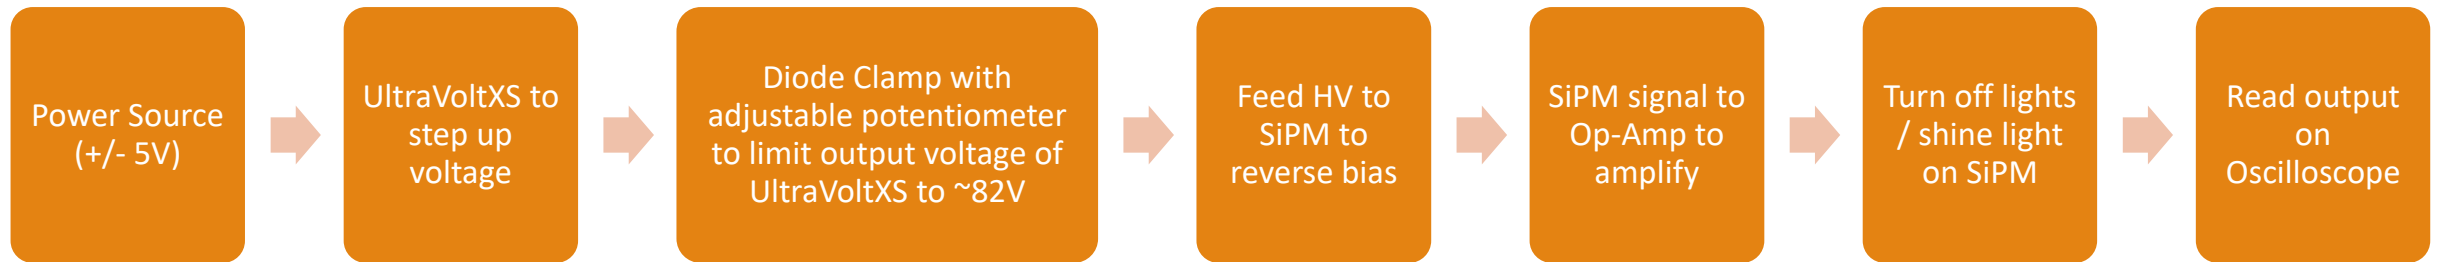 Power Source
(+/- 5V)
UltraVoltXS to
step up
voltage
Diode Clamp with
adjustable potentiometer
to limit output voltage of
UltraVoltXS to ~82V
Feed HV to
SiPM to
reverse bias
SiPM signal to
Op-Amp to
amplify
Turn off lights
/ shine light
on SiPM
Read output
on
Oscilloscope